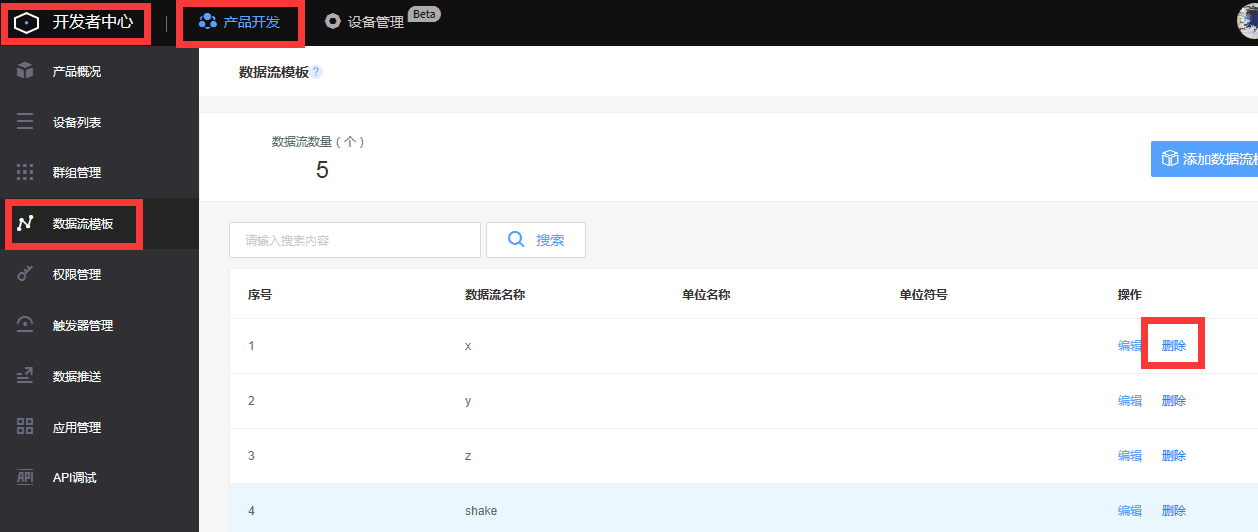 开发者中心 | 产品开发 设备管理 Beta
产品概况
设备列表
群组管理
数据流模板
权限管理
触发器管理
数据推送
应用管理
API API调试
数据流模板 ?
数据流数量（个）
5
添加数据流
请输入搜索内容 搜索
序号 数据流名称 单位名称 单位符号 操作
1 x 编辑 删除
2 y 编辑 删除
3 z 编辑 删除
4 shake 编辑 删除